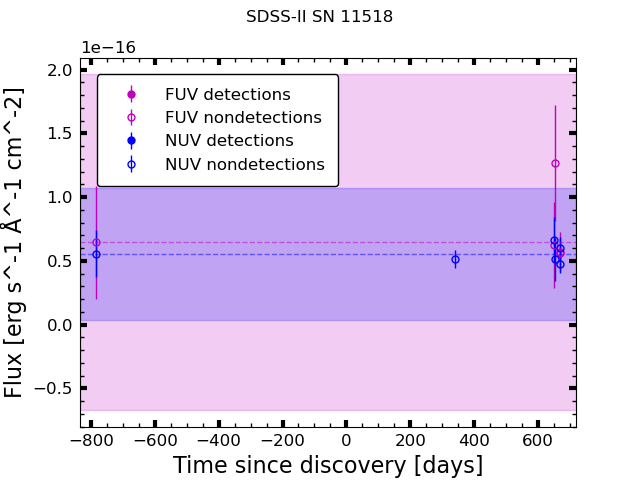 SDSS-II SN 11518
1e−16
2.0
1.5
1.0
0.5
0.0
−0.5
Flux [erg s^-1 Å^-1 cm^-2]
FUV detections
FUV nondetections
NUV detections
NUV nondetections
−800 −600 −400 −200 0 200 400 600
Time since discovery [days]